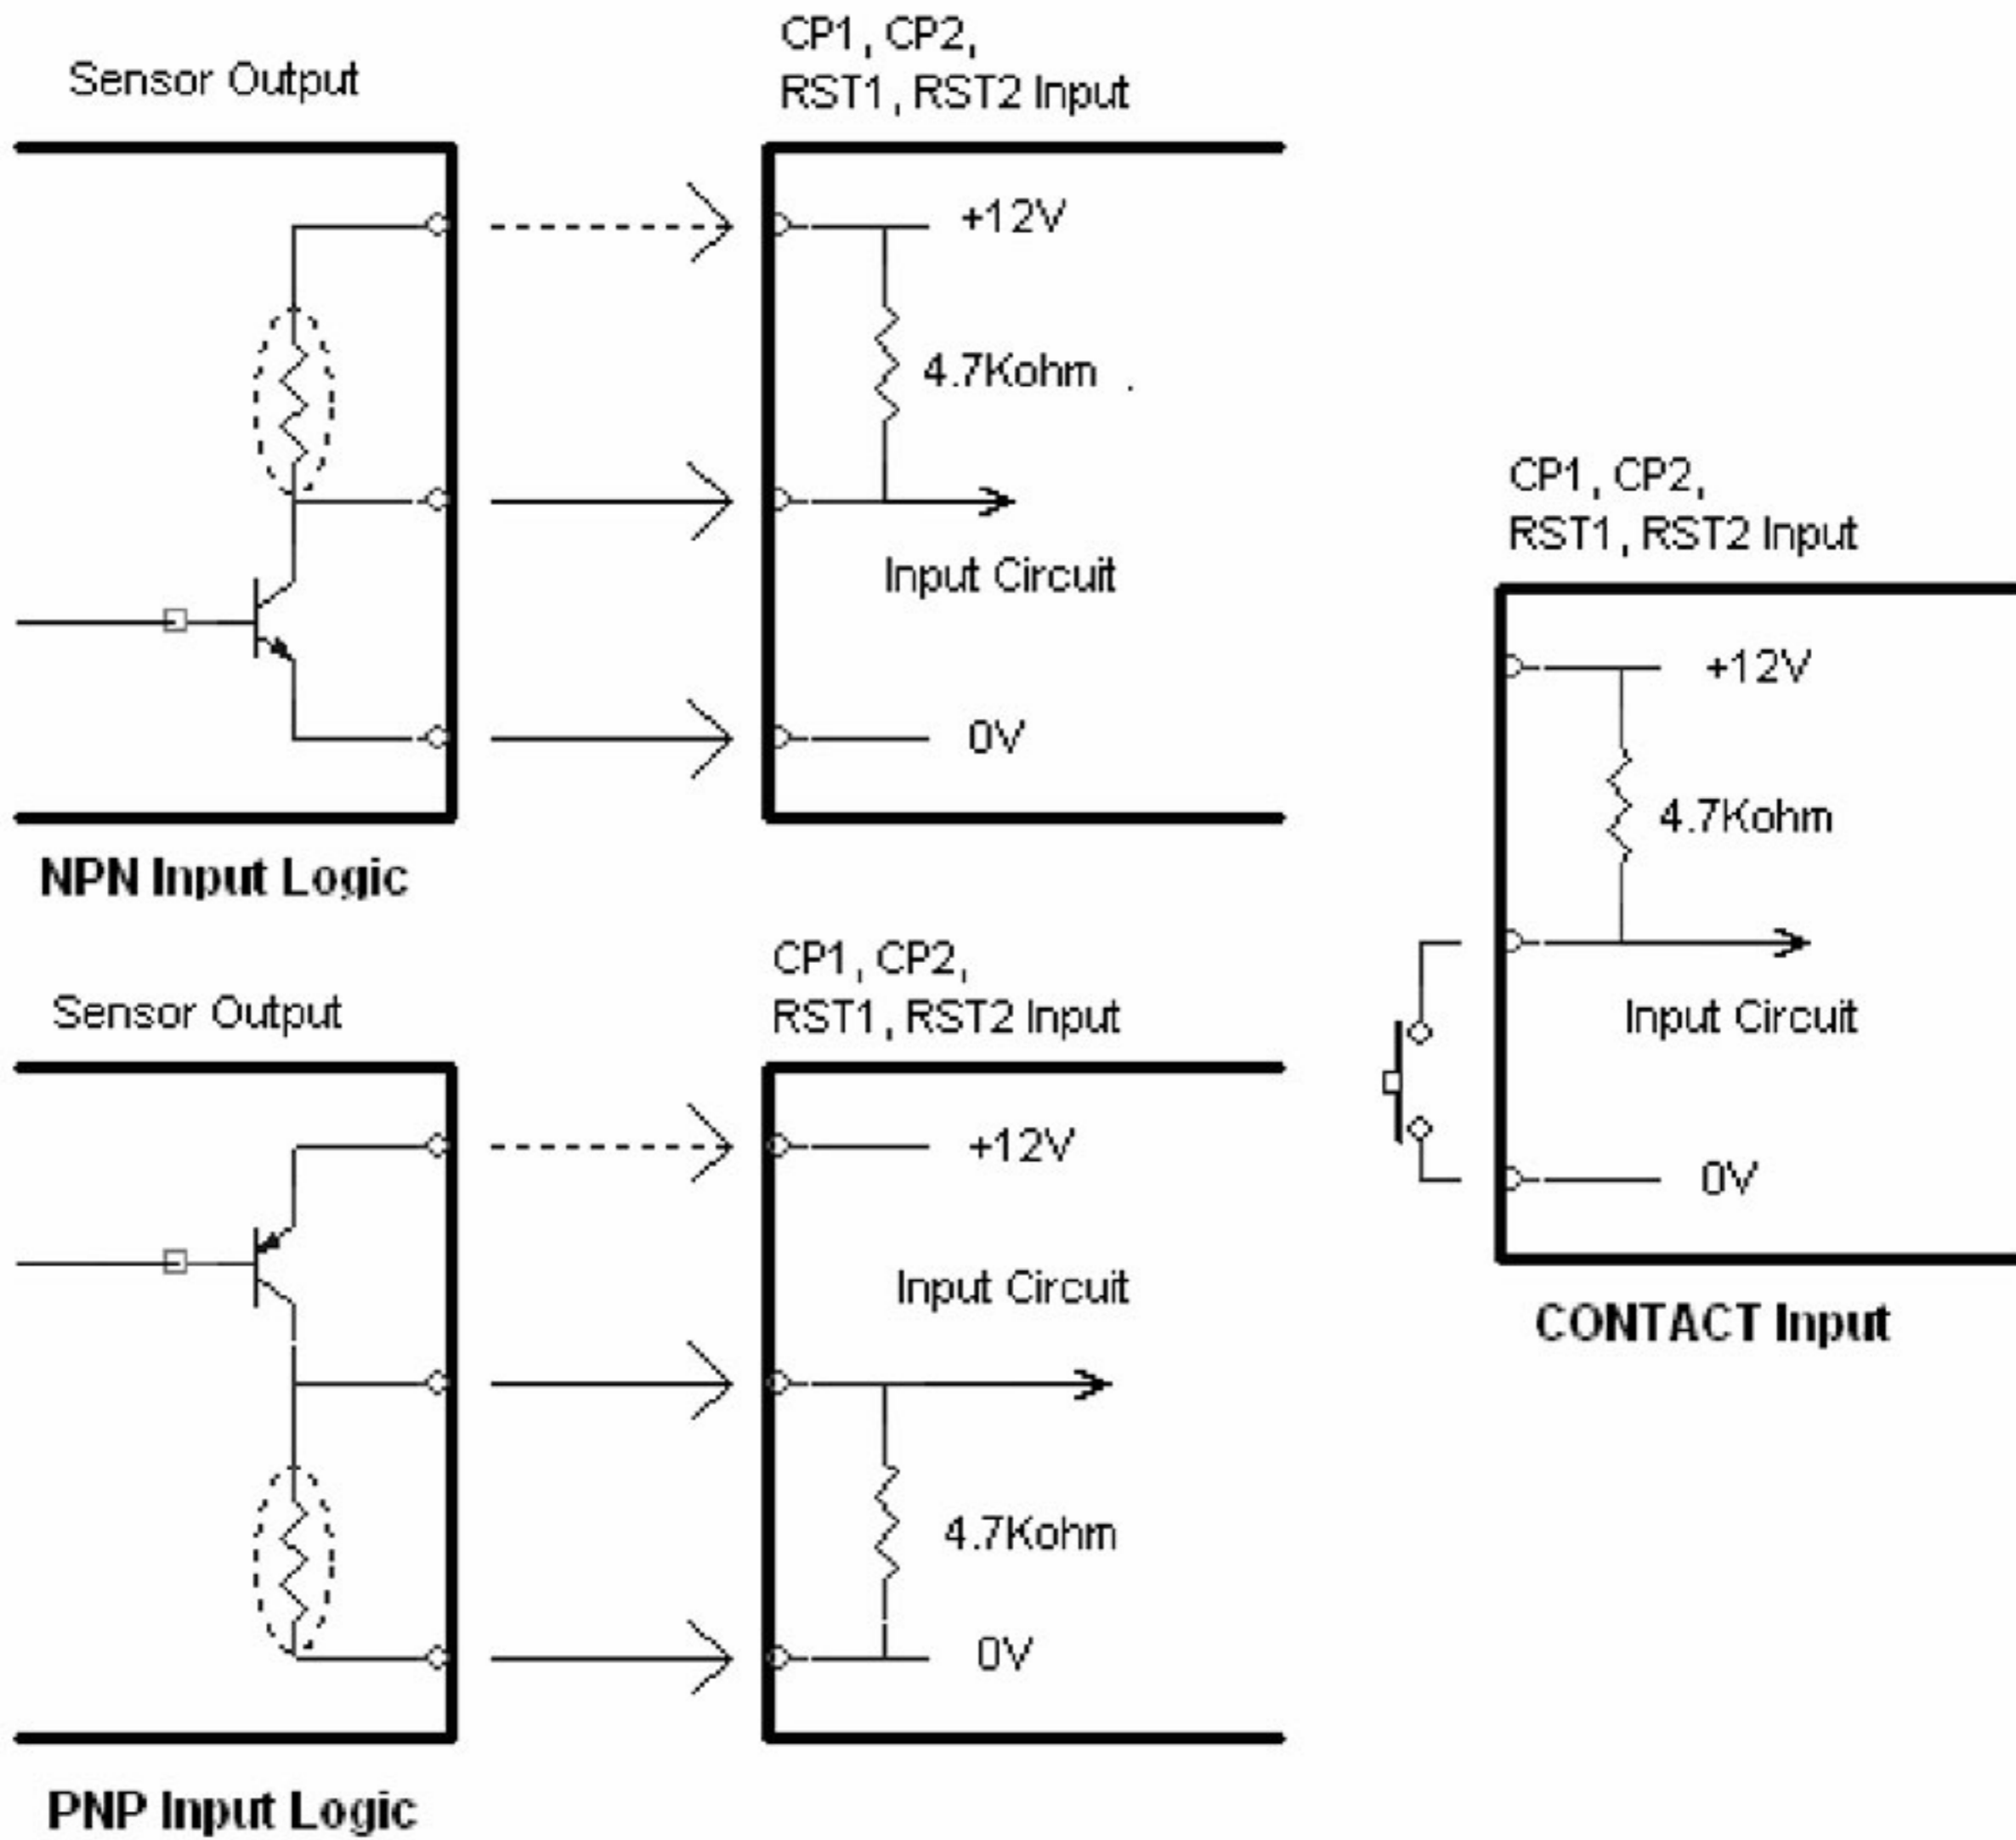 Sensor Output
CP1, CP2,
RST1, RST2 Input
+12V
4.7Kohm .
Input Circuit
0V
NPN Input Logic
Sensor Output
CP1, CP2,
RST1, RST2 Input
+12V
Input Circuit
4.7Kohm
0V
PNP Input Logic
CP1, CP2,
RST1, RST2 Input
+12V
4.7Kohm
Input Circuit
0V
CONTACT Input